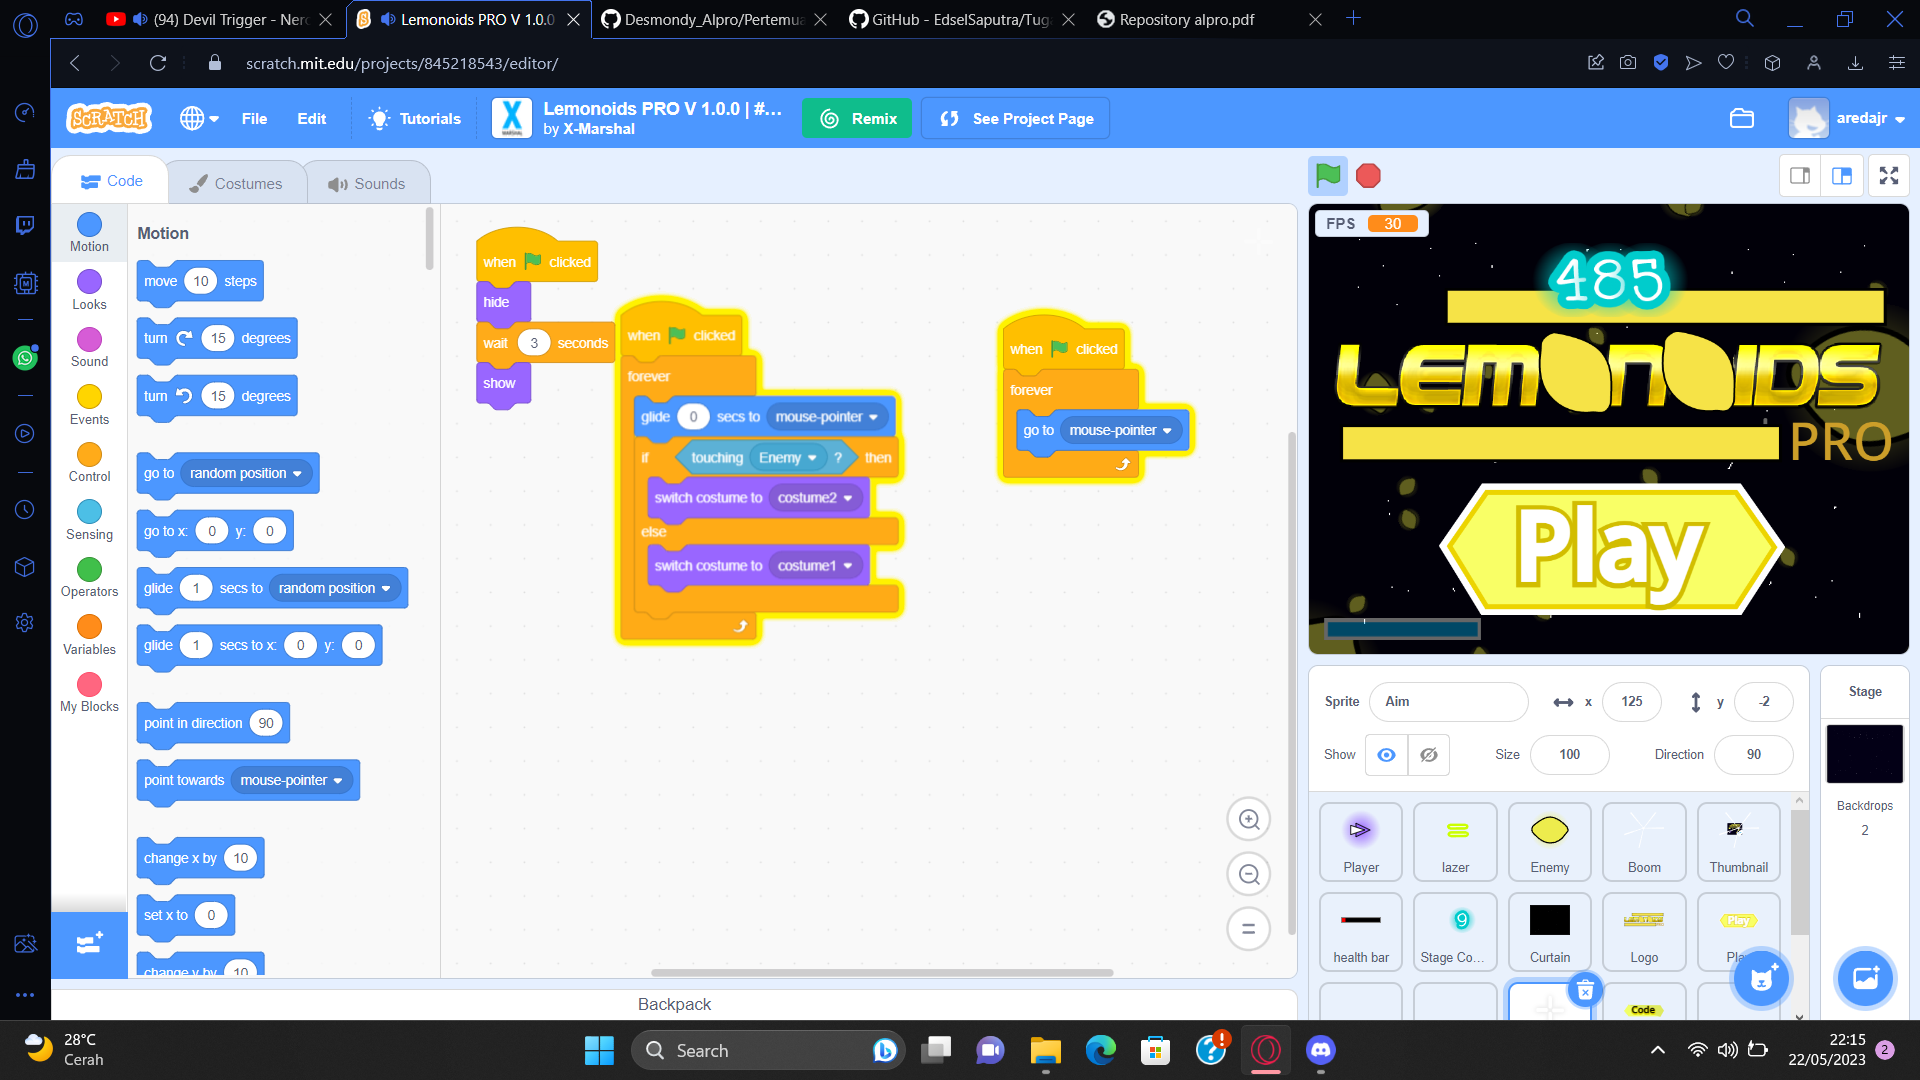 (94) Devil Trigger - Nero
Lemonoids PRO V 1.0.0
Desmondy_Alpro/Pertemua
GitHub - EdselSaputra/Tuga
Repository alpro.pdf
scratch.mit.edu/projects/845218543/editor/
SCRATCH
File
Edit
Tutorials
X
MARSHAL
Lemonoids PRO V 1.0.0 | #...
by X-Marshal
Remix
See Project Page
aredajr
Code
Costumes
Sounds
Motion
Looks
Sound
Events
Control
Sensing
Operators
Variables
My Blocks
Motion
move 10 steps
turn 15 degrees
turn 15 degrees
go to random position
go to x: 0 y: 0
glide 1 secs to random position
glide 1 secs to x: 0 y: 0
point in direction 90
point towards mouse-pointer
change x by 10
set x to 0
change y by 10
when clicked
hide
wait 3 seconds
show
when clicked
forever
glide 0 secs to mouse-pointer
if touching Enemy ? then
switch costume to costume2
else
switch costume to costume1
when clicked
forever
go to mouse-pointer
FPS 30
485
LEMONOIDS
PRO
Play
Sprite Aim
x 125
y -2
Show
Size 100
Direction 90
Player
lazer
Enemy
Boom
Thumbnail
health bar
9
Stage Co...
Curtain
Logo
Play
Code
Stage
Backdrops
2
Backpack
28°C
Cerah
Search
22:15
22/05/2023
2